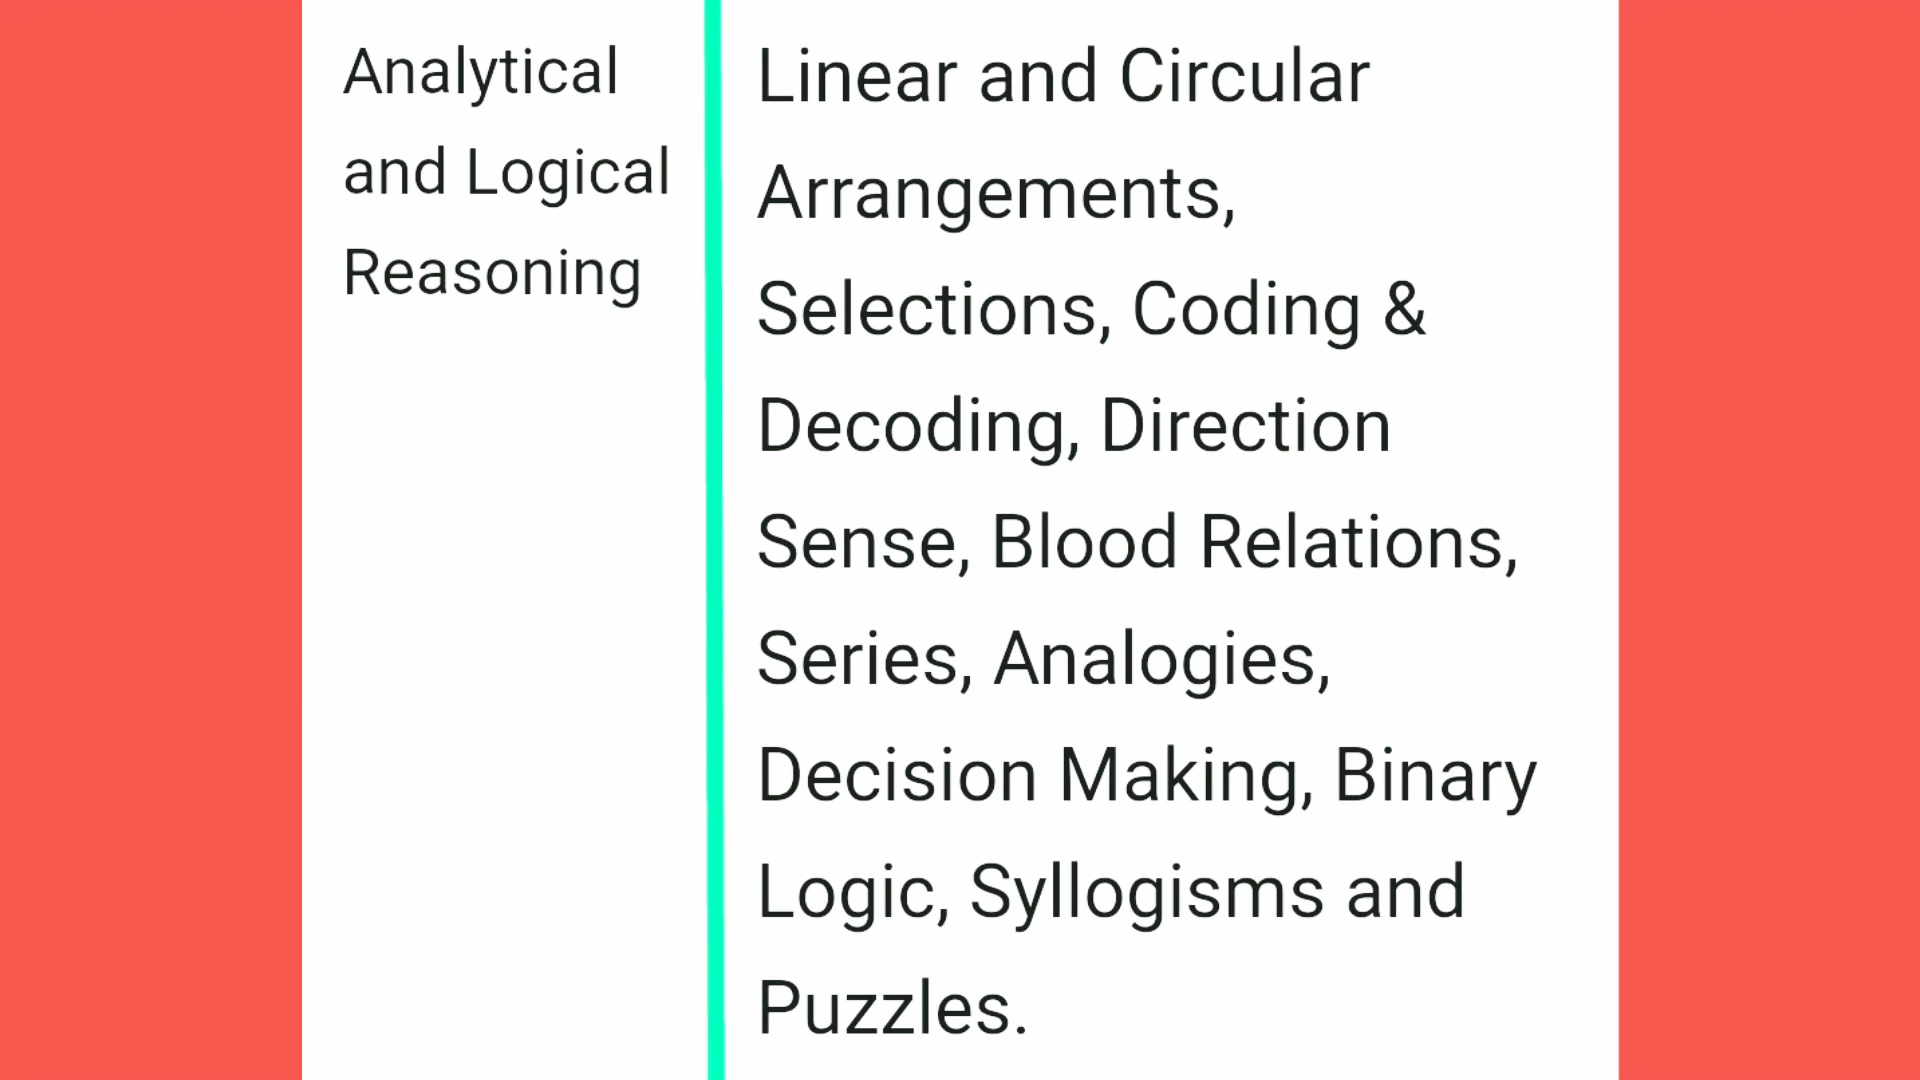 Analytical
and Logical
Reasoning
Linear and Circular
Arrangements,
Selections, Coding &
Decoding, Direction
Sense, Blood Relations,
Series, Analogies,
Decision Making, Binary
Logic, Syllogisms and
Puzzles.